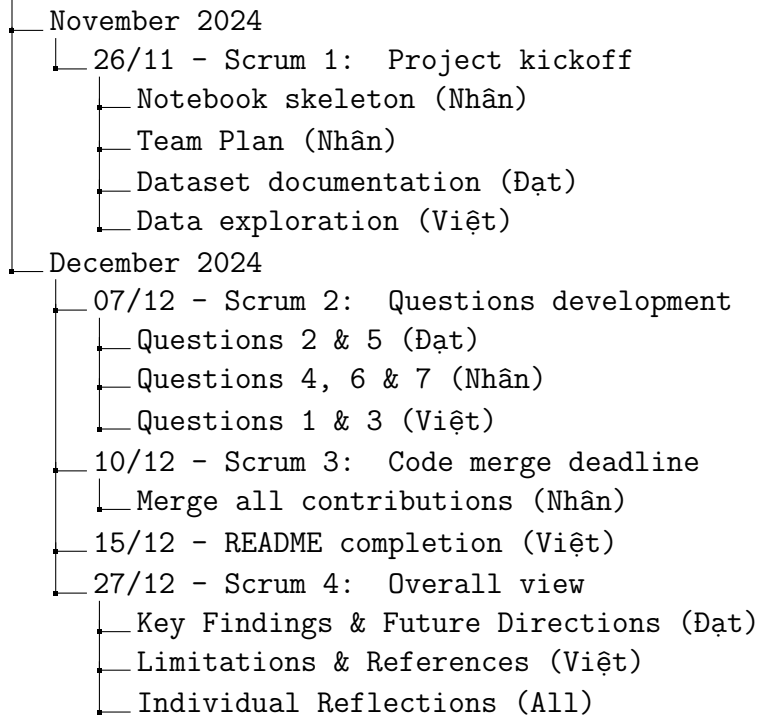 November 2024
26/11 - Scrum 1: Project kickoff
Notebook skeleton (Nhân)
Team Plan (Nhân)
Dataset documentation (Đạt)
Data exploration (Việt)
December 2024
07/12 - Scrum 2: Questions development
Questions 2 & 5 (Đạt)
Questions 4, 6 & 7 (Nhân)
Questions 1 & 3 (Việt)
10/12 - Scrum 3: Code merge deadline
Merge all contributions (Nhân)
15/12 - README completion (Việt)
27/12 - Scrum 4: Overall view
Key Findings & Future Directions (Đạt)
Limitations & References (Việt)
Individual Reflections (All)